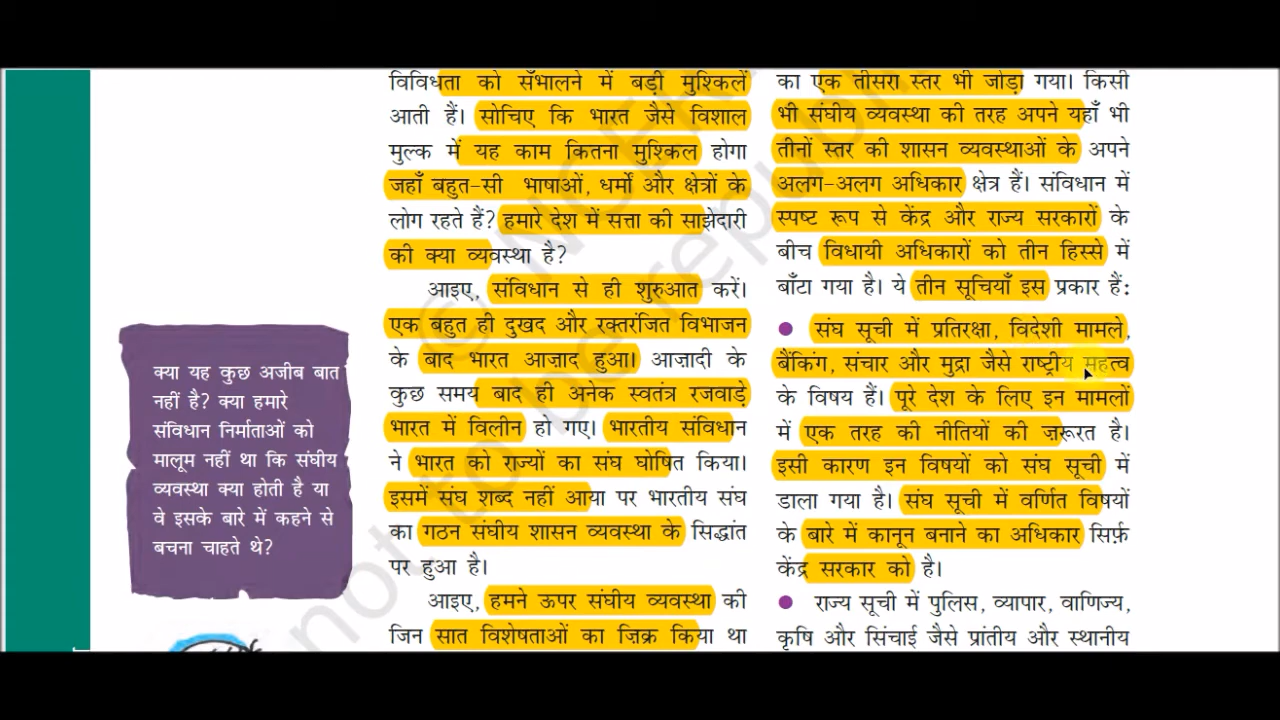 क्या यह कुछ अजीब बात
नहीं है? क्या हमारे
संविधान निर्माताओं को
मालूम नहीं था कि संघीय
व्यवस्था क्या होती है या
वे इसके बारे में कहने से
बचना चाहते थे?
विविधता को सँभालने में बड़ी मुश्किलें
आती हैं। सोचिए कि भारत जैसे विशाल
मुल्क में यह काम कितना मुश्किल होगा
जहाँ बहुत-सी भाषाओं, धर्मों और क्षेत्रों के
लोग रहते हैं? हमारे देश में सत्ता की साझेदारी
की क्या व्यवस्था है?
आइए, संविधान से ही शुरुआत करें।
एक बहुत ही दुखद और रक्तरंजित विभाजन
के बाद भारत आज़ाद हुआ। आज़ादी के
कुछ समय बाद ही अनेक स्वतंत्र रजवाड़े
भारत में विलीन हो गए। भारतीय संविधान
ने भारत को राज्यों का संघ घोषित किया।
इसमें संघ शब्द नहीं आया पर भारतीय संघ
का गठन संघीय शासन व्यवस्था के सिद्धांत
पर हुआ है।
आइए, हमने ऊपर संघीय व्यवस्था की
जिन सात विशेषताओं का ज़िक्र किया था
का एक तीसरा स्तर भी जोड़ा गया। किसी
भी संघीय व्यवस्था की तरह अपने यहाँ भी
तीनों स्तर की शासन व्यवस्थाओं के अपने
अलग-अलग अधिकार क्षेत्र हैं। संविधान में
स्पष्ट रूप से केंद्र और राज्य सरकारों के
बीच विधायी अधिकारों को तीन हिस्से में
बाँटा गया है। ये तीन सूचियाँ इस प्रकार हैं:
● संघ सूची में प्रतिरक्षा, विदेशी मामले,
बैंकिंग, संचार और मुद्रा जैसे राष्ट्रीय महत्व
के विषय हैं। पूरे देश के लिए इन मामलों
में एक तरह की नीतियों की ज़रूरत है।
इसी कारण इन विषयों को संघ सूची में
डाला गया है। संघ सूची में वर्णित विषयों
के बारे में कानून बनाने का अधिकार सिर्फ़
केंद्र सरकार को है।
● राज्य सूची में पुलिस, व्यापार, वाणिज्य,
कृषि और सिंचाई जैसे प्रांतीय और स्थानीय
not to be republ
© NCER